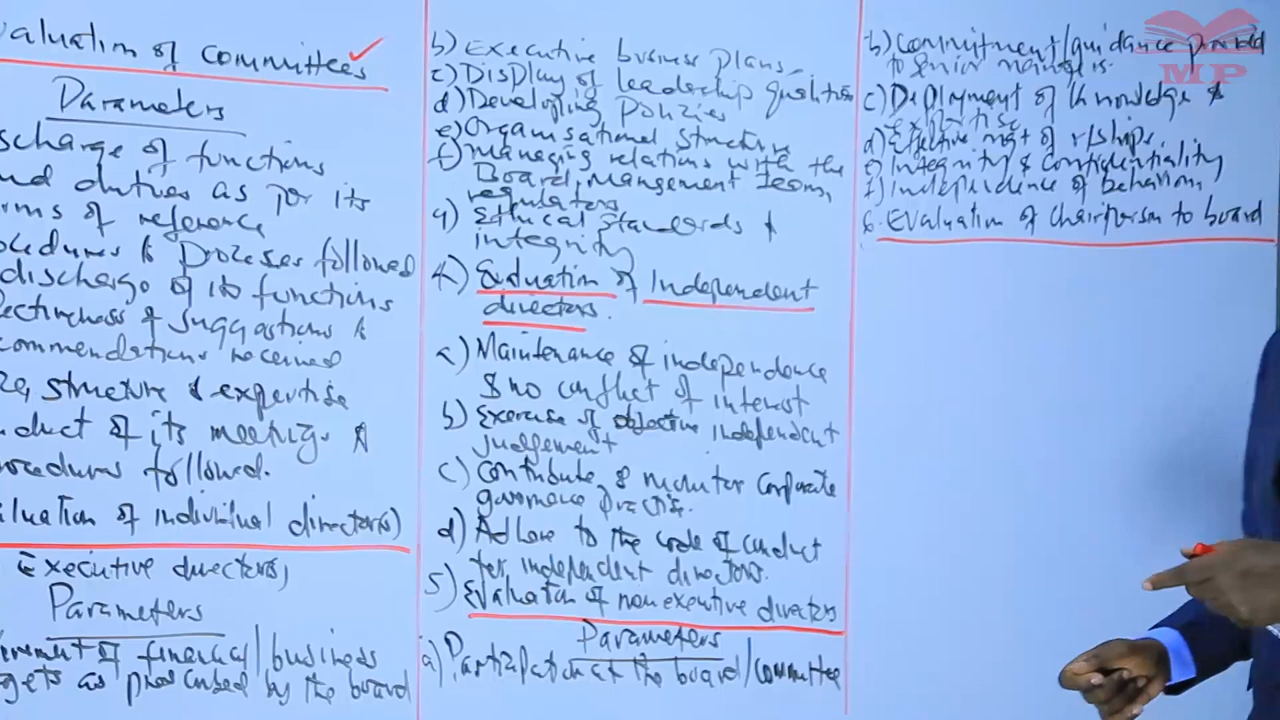 valuation of committees
Parameters
scharge of functions
and duties as per its
rms of reference
ocedures & Processes followed
discharge of its functions
ectiveness of suggestions &
commendations received
ze, structure & expertise
nduct of its meetings &
rocedures followed.
aluation of individual director(s)
Executive directors,
Parameters
of financial/business
gets as prescribed by the board
b) Executive business plans
c) Display of leadership qualities
d) Developing policies
e) Organisational structure
f) managing relations with the
Board, management team,
regulators
g) Ethical standards &
integrity
4) Evaluation of Independent
directors.
a) Maintenance of independence
& no conflict of interest
b) Exercise of objective independent
judgement
c) Contribute & monitor corporate
governance practise.
d) Adhere to the code of conduct
for independent directors.
5) Evaluation of non executive directors
Parameters
a) Participation at the board/committee
b) Commitment/guidance provided
to senior managers.
c) Deployment of knowledge &
expertise
d) Effective mgt of r/ships.
e) Integrity & confidentiality
f) Independence of behaviour,
6. Evaluation of chairperson to board
MP